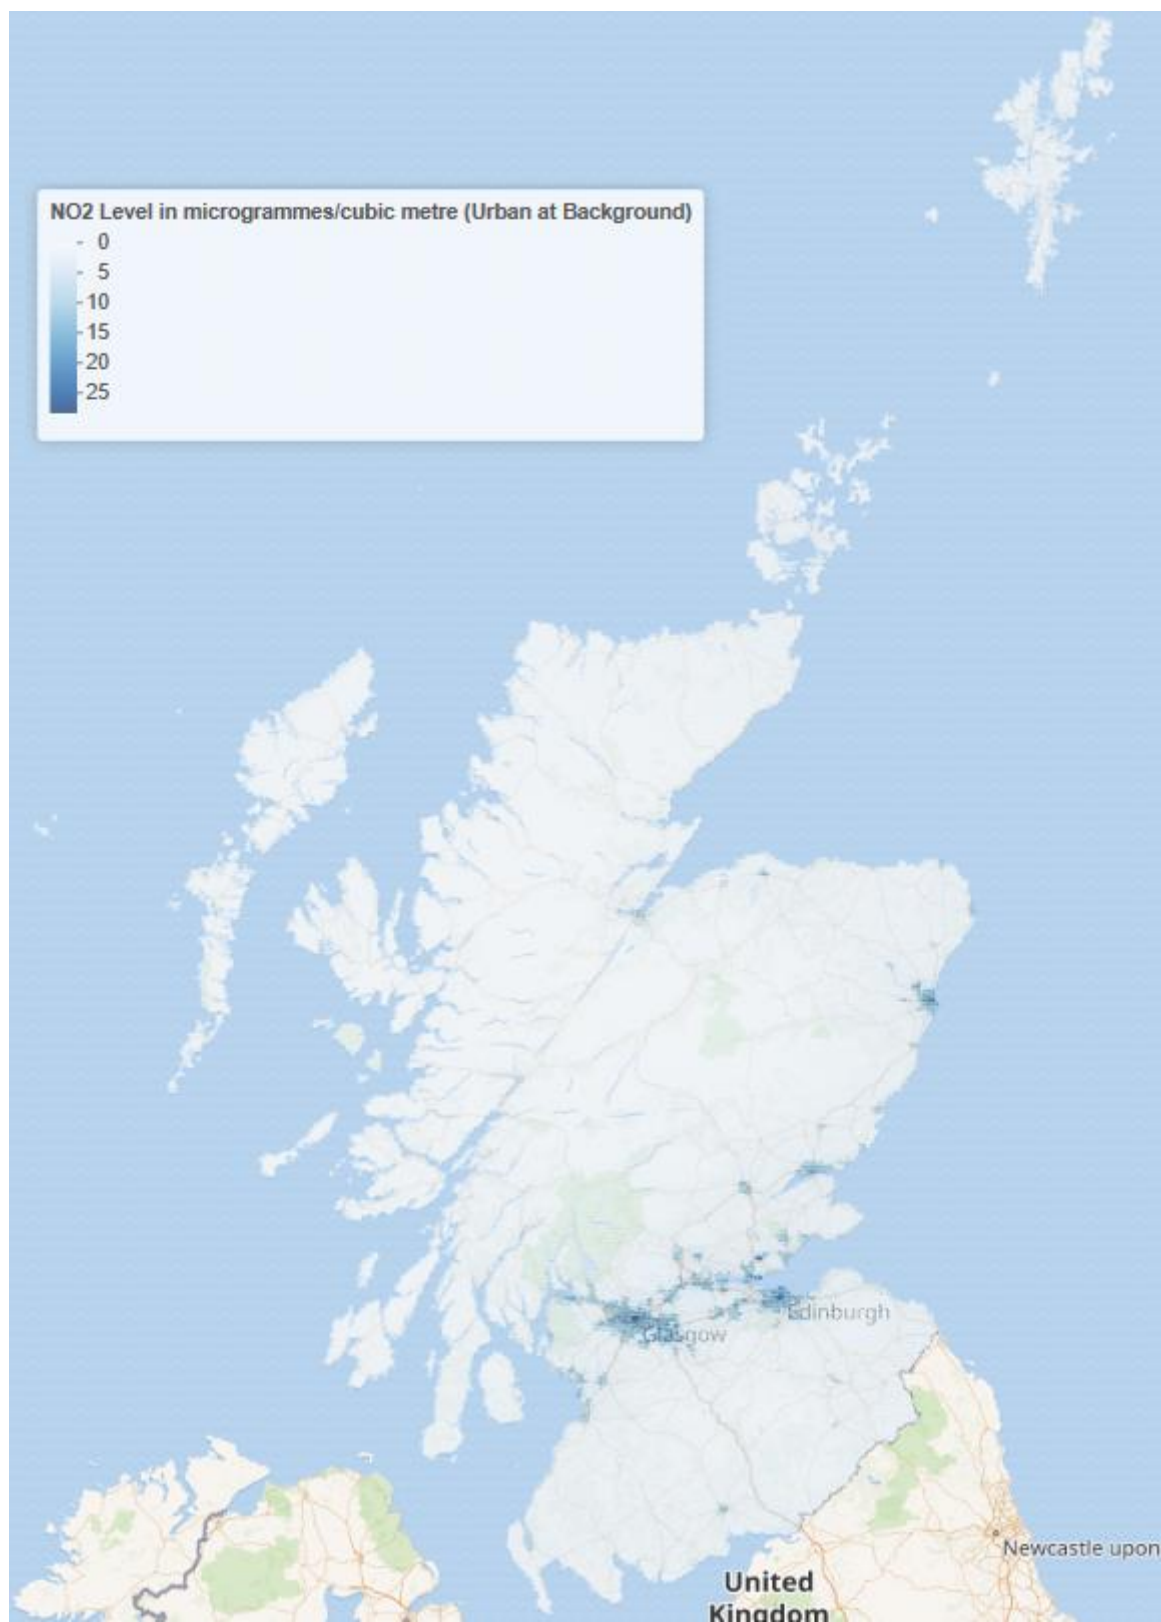 NO2 Level in microgrammes/cubic metre (Urban at Background)
0
5
10
15
20
25
Edinburgh
Glasgow
Newcastle upon
United
Kingdom